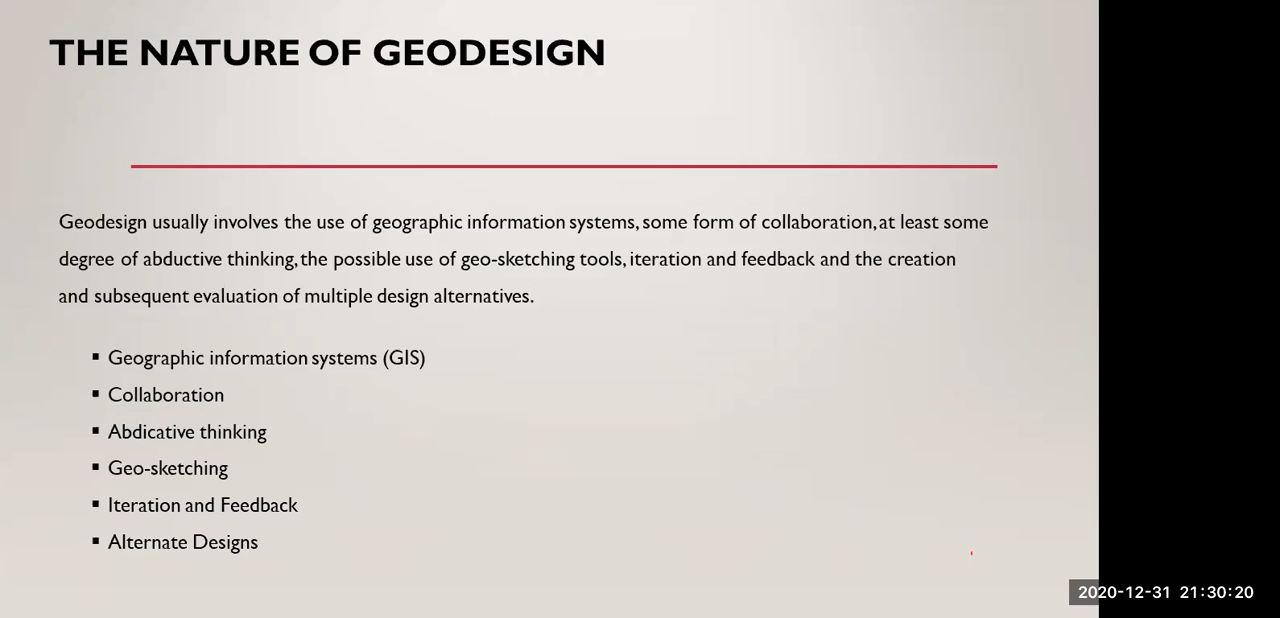 THE NATURE OF GEODESIGN
Geodesign usually involves the use of geographic information systems, some form of collaboration, at least some
degree of abductive thinking, the possible use of geo-sketching tools, iteration and feedback and the creation
and subsequent evaluation of multiple design alternatives.
▪ Geographic information systems (GIS)
▪ Collaboration
▪ Abdicative thinking
▪ Geo-sketching
▪ Iteration and Feedback
▪ Alternate Designs
2020-12-31 21:30:20